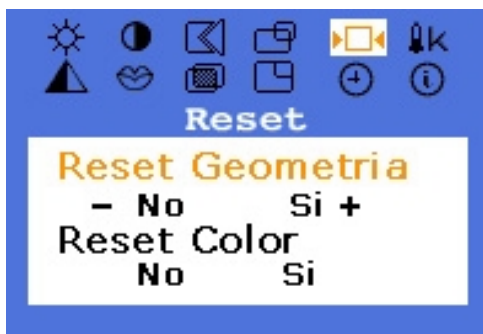 K
Reset
Reset Geometria
- No Si +
Reset Color
No Si